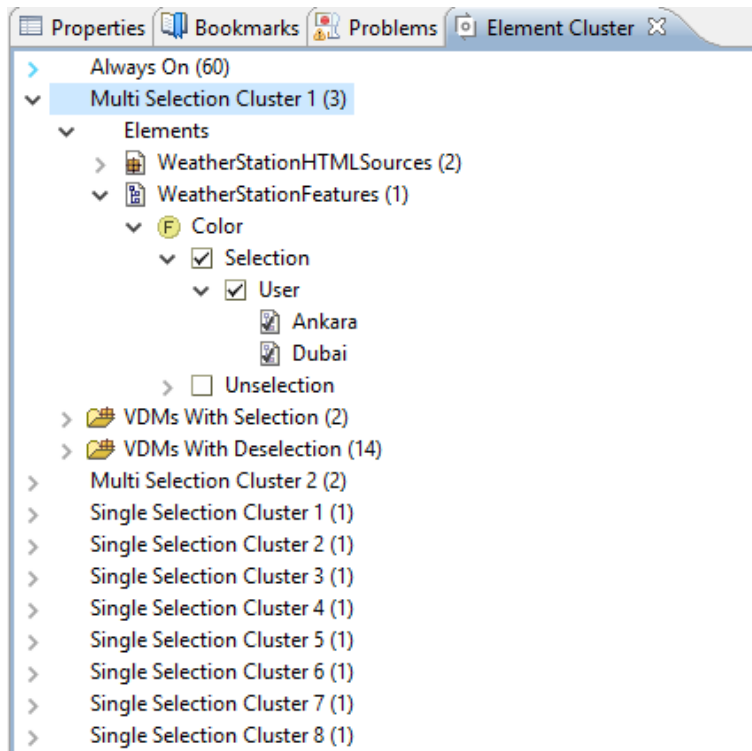 Properties Bookmarks Problems Element Cluster
Always On (60)
Multi Selection Cluster 1 (3)
Elements
WeatherStationHTMLSources (2)
WeatherStationFeatures (1)
F Color
Selection
User
Ankara
Dubai
Unselection
VDMs With Selection (2)
VDMs With Deselection (14)
Multi Selection Cluster 2 (2)
Single Selection Cluster 1 (1)
Single Selection Cluster 2 (1)
Single Selection Cluster 3 (1)
Single Selection Cluster 4 (1)
Single Selection Cluster 5 (1)
Single Selection Cluster 6 (1)
Single Selection Cluster 7 (1)
Single Selection Cluster 8 (1)